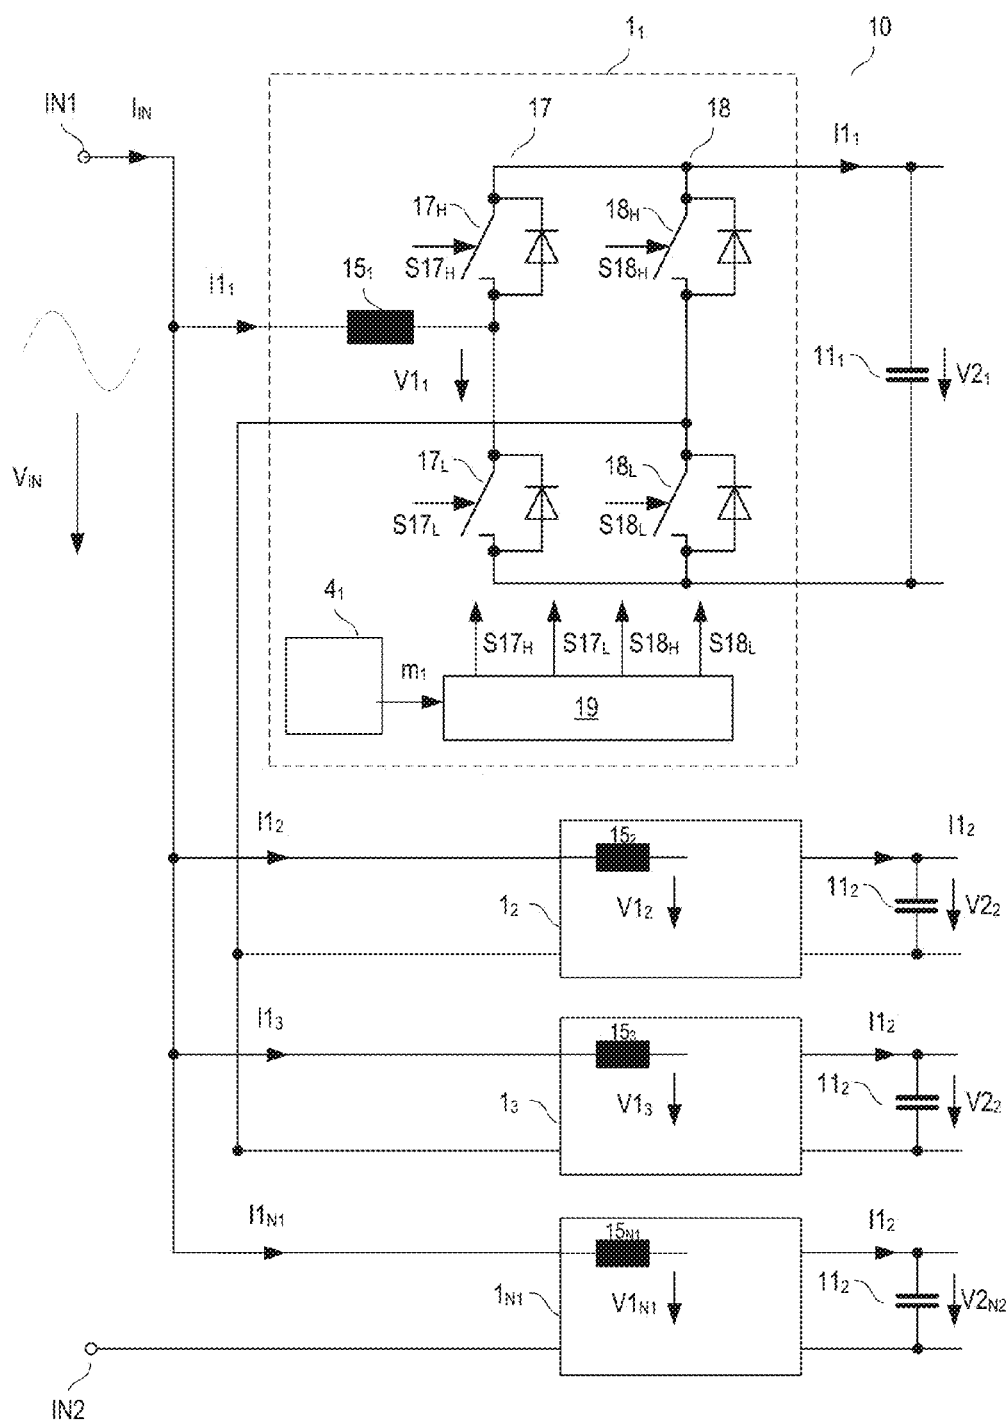 1₁
10
IN1
I_IN
17
18
I1₁
17_H
18_H
S17_H
S18_H
I1₁
15₁
V1₁
11₁
V2₁
V_IN
17_L
18_L
S17_L
S18_L
4₁
S17_H
S17_L
S18_H
S18_L
m₁
19
I1₂
15₂
I1₂
V1₂
1₂
11₂
V2₂
I1₃
15₃
I1₂
V1₃
1₃
11₂
V2₂
I1_N1
15_N1
I1₂
V1_N1
1_N1
11₂
V2_N2
IN2